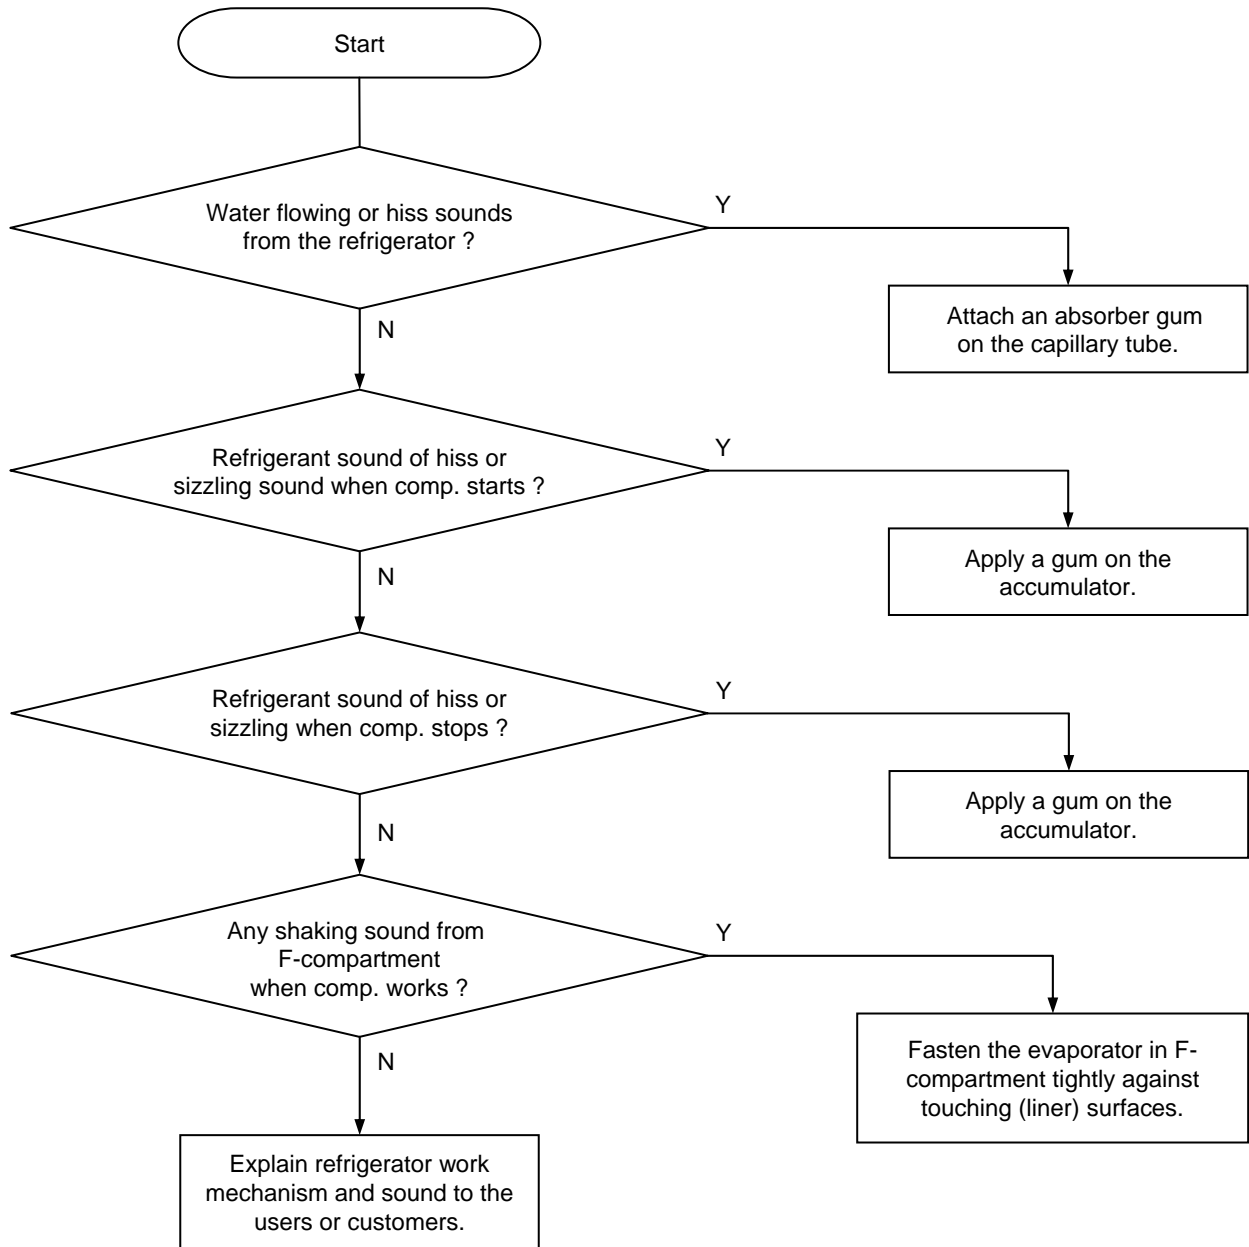 Start
Water flowing or hiss sounds
from the refrigerator ?
Y
Attach an absorber gum
on the capillary tube.
N
Refrigerant sound of hiss or
sizzling sound when comp. starts ?
Y
Apply a gum on the
accumulator.
N
Refrigerant sound of hiss or
sizzling when comp. stops ?
Y
Apply a gum on the
accumulator.
N
Any shaking sound from
F-compartment
when comp. works ?
Y
Fasten the evaporator in F-
compartment tightly against
touching (liner) surfaces.
N
Explain refrigerator work
mechanism and sound to the
users or customers.